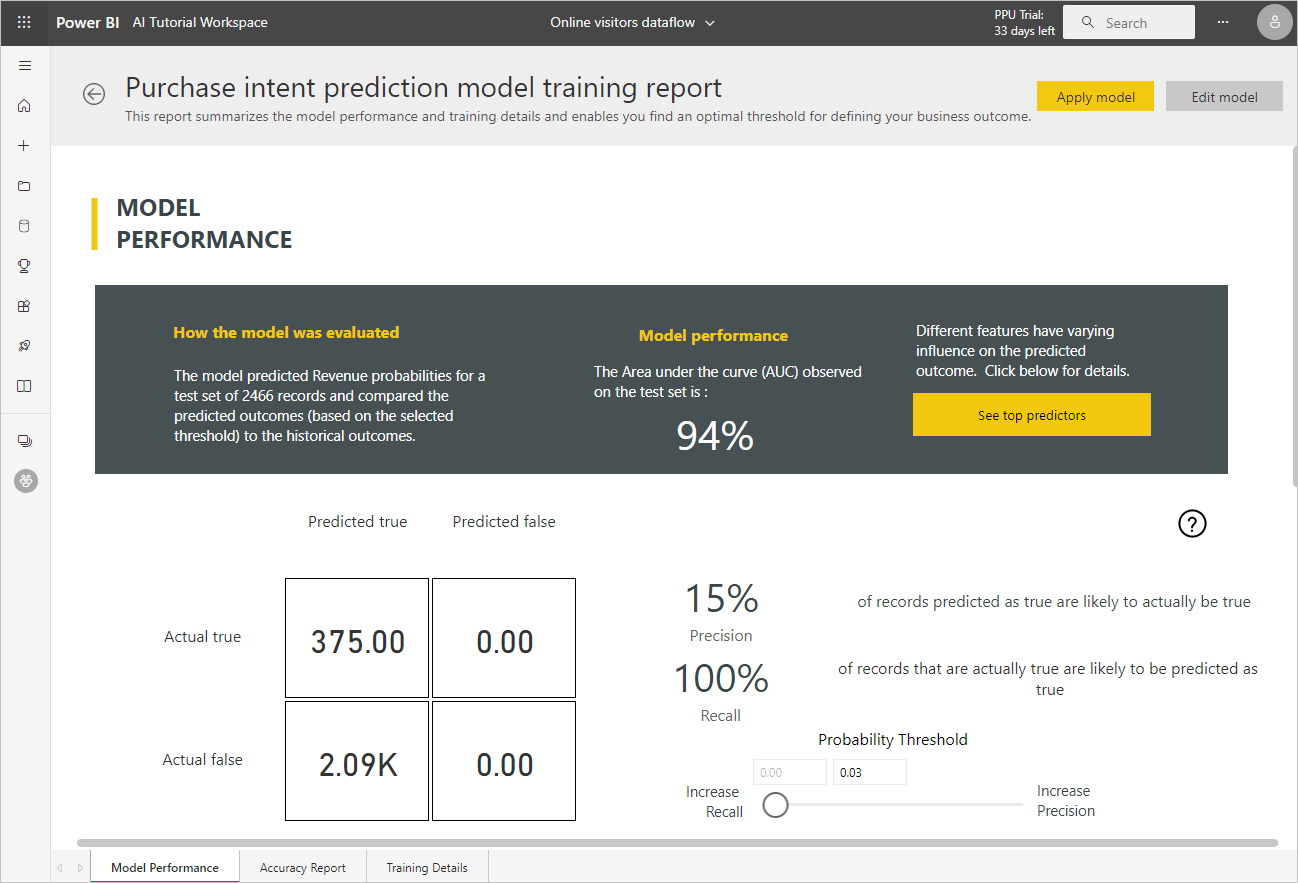 Power BI AI Tutorial Workspace
Online visitors dataflow
PPU Trial:
33 days left
Search
Purchase intent prediction model training report
This report summarizes the model performance and training details and enables you find an optimal threshold for defining your business outcome.
Apply model
Edit model
MODEL
PERFORMANCE
How the model was evaluated
The model predicted Revenue probabilities for a
test set of 2466 records and compared the
predicted outcomes (based on the selected
threshold) to the historical outcomes.
Model performance
The Area under the curve (AUC) observed
on the test set is :
94%
Different features have varying
influence on the predicted
outcome. Click below for details.
See top predictors
Predicted true
Predicted false
?
Actual true
375.00
0.00
Actual false
2.09K
0.00
15%
Precision
of records predicted as true are likely to actually be true
100%
Recall
of records that are actually true are likely to be predicted as
true
Probability Threshold
0.00
0.03
Increase
Recall
Increase
Precision
Model Performance
Accuracy Report
Training Details